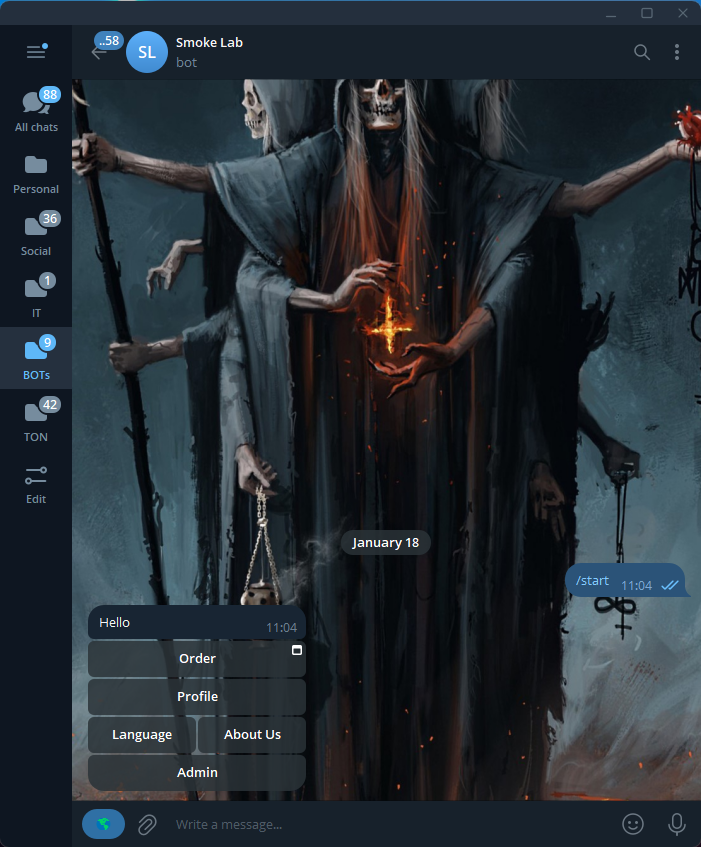 ..58
SL
Smoke Lab
bot
88
All chats
Personal
36
Social
1
IT
9
BOTs
42
TON
Edit
January 18
/start 11:04
Hello 11:04
Order
Profile
Language About Us
Admin
Write a message...